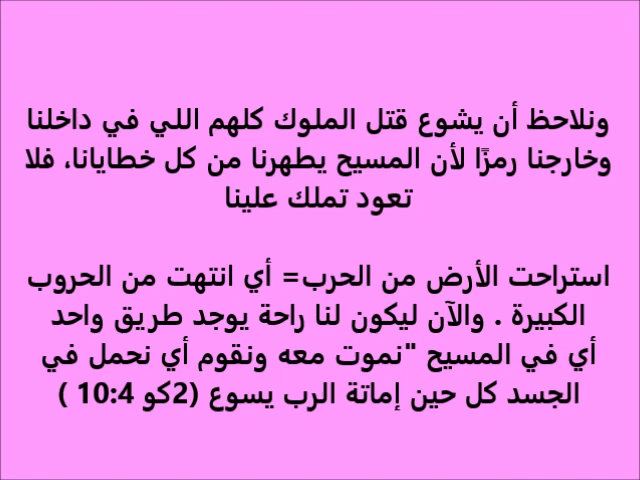 ونلاحظ أن يشوع قتل الملوك كلهم اللي في داخلنا
وخارجنا رمزًا لأن المسيح يطهرنا من كل خطايانا، فلا
تعود تملك علينا
استراحت الأرض من الحرب= أي انتهت من الحروب
الكبيرة . والآن ليكون لنا راحة يوجد طريق واحد
أي في المسيح "نموت معه ونقوم أي نحمل في
الجسد كل حين إماتة الرب يسوع (2كو 10:4 )